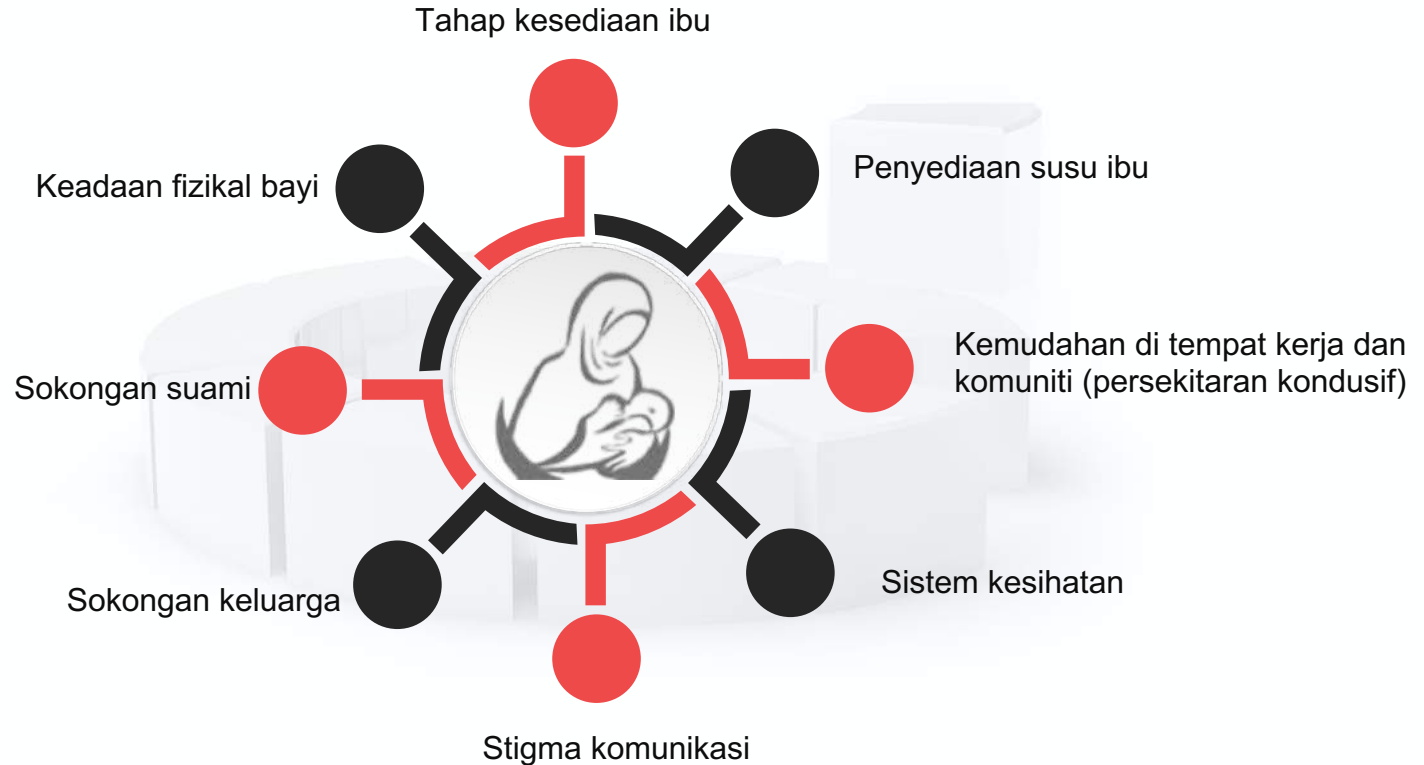 Tahap kesediaan ibu
Penyediaan susu ibu
Keadaan fizikal bayi
Kemudahan di tempat kerja dan
komuniti (persekitaran kondusif)
Sokongan suami
Sistem kesihatan
Sokongan keluarga
Stigma komunikasi